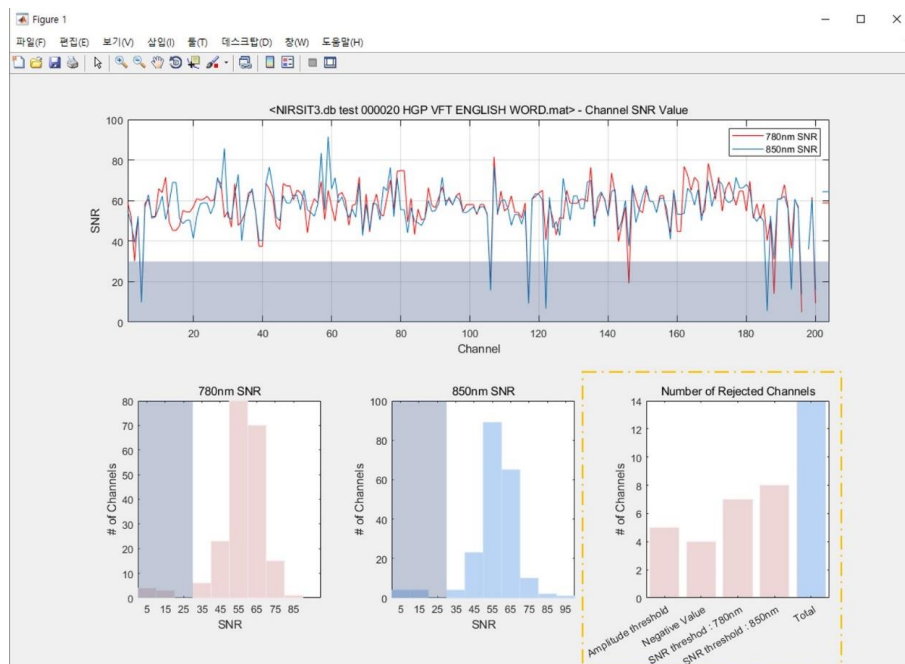 Figure 1
파일(F) 편집(E) 보기(V) 삽입(I) 툴(T) 데스크탑(D) 창(W) 도움말(H)
<NIRSIT3.db test 000020 HGP VFT ENGLISH WORD.mat> - Channel SNR Value
780nm SNR
850nm SNR
SNR
100
80
60
40
20
0
20 40 60 80 100 120 140 160 180 200
Channel
780nm SNR
# of Channels
80
70
60
50
40
30
20
10
0
5 15 25 35 45 55 65 75 85
SNR
850nm SNR
# of Channels
100
80
60
40
20
0
5 15 25 35 45 55 65 75 85 95
SNR
Number of Rejected Channels
# of Channels
14
12
10
8
6
4
2
0
Amplitude threshold
Negative Value
SNR threshod : 780nm
SNR threshold : 850nm
Total